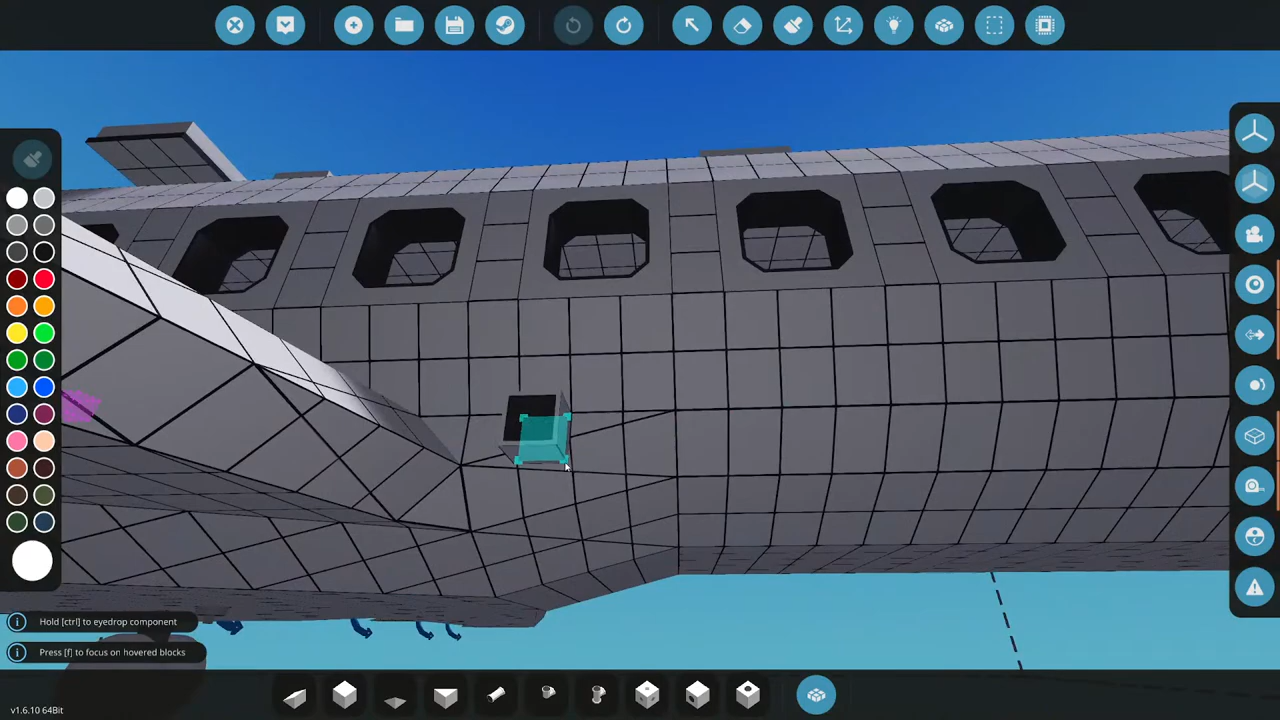 Hold [ctrl] to eyedrop component
Press [f] to focus on hovered blocks
v1.6.10 64Bit